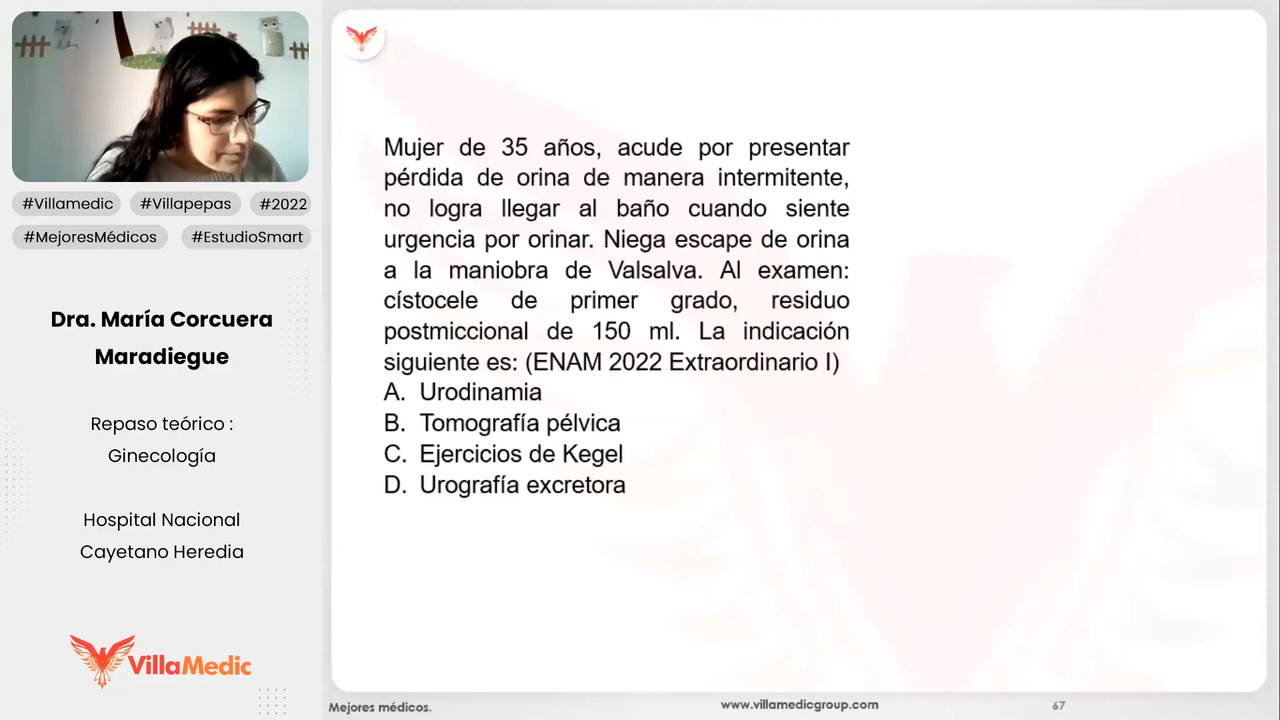 #Villamedic #Villapepas #2022
#MejoresMédicos #EstudioSmart
Dra. María Corcuera
Maradiegue
Repaso teórico :
Ginecología
Hospital Nacional
Cayetano Heredia
VillaMedic
Mujer de 35 años, acude por presentar
pérdida de orina de manera intermitente,
no logra llegar al baño cuando siente
urgencia por orinar. Niega escape de orina
a la maniobra de Valsalva. Al examen:
cístocele de primer grado, residuo
postmiccional de 150 ml. La indicación
siguiente es: (ENAM 2022 Extraordinario I)
A. Urodinamia
B. Tomografía pélvica
C. Ejercicios de Kegel
D. Urografía excretora
Mejores médicos.
www.villamedicgroup.com
67